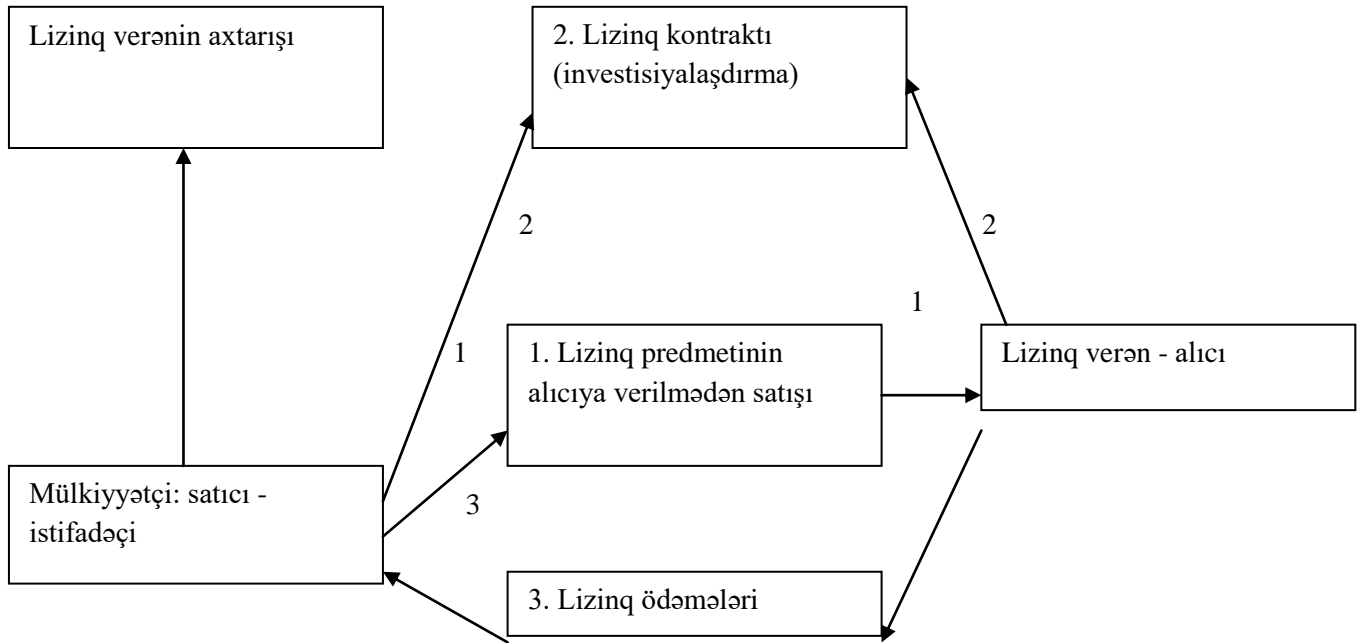 Lizinq verənin axtarışı
2. Lizinq kontraktı
(investisiyalaşdırma)
2
2
1
1
1. Lizinq predmetinin
alıcıya verilmədən satışı
Lizinq verən - alıcı
Mülkiyyətçi: satıcı -
istifadəçi
3
3. Lizinq ödəmələri